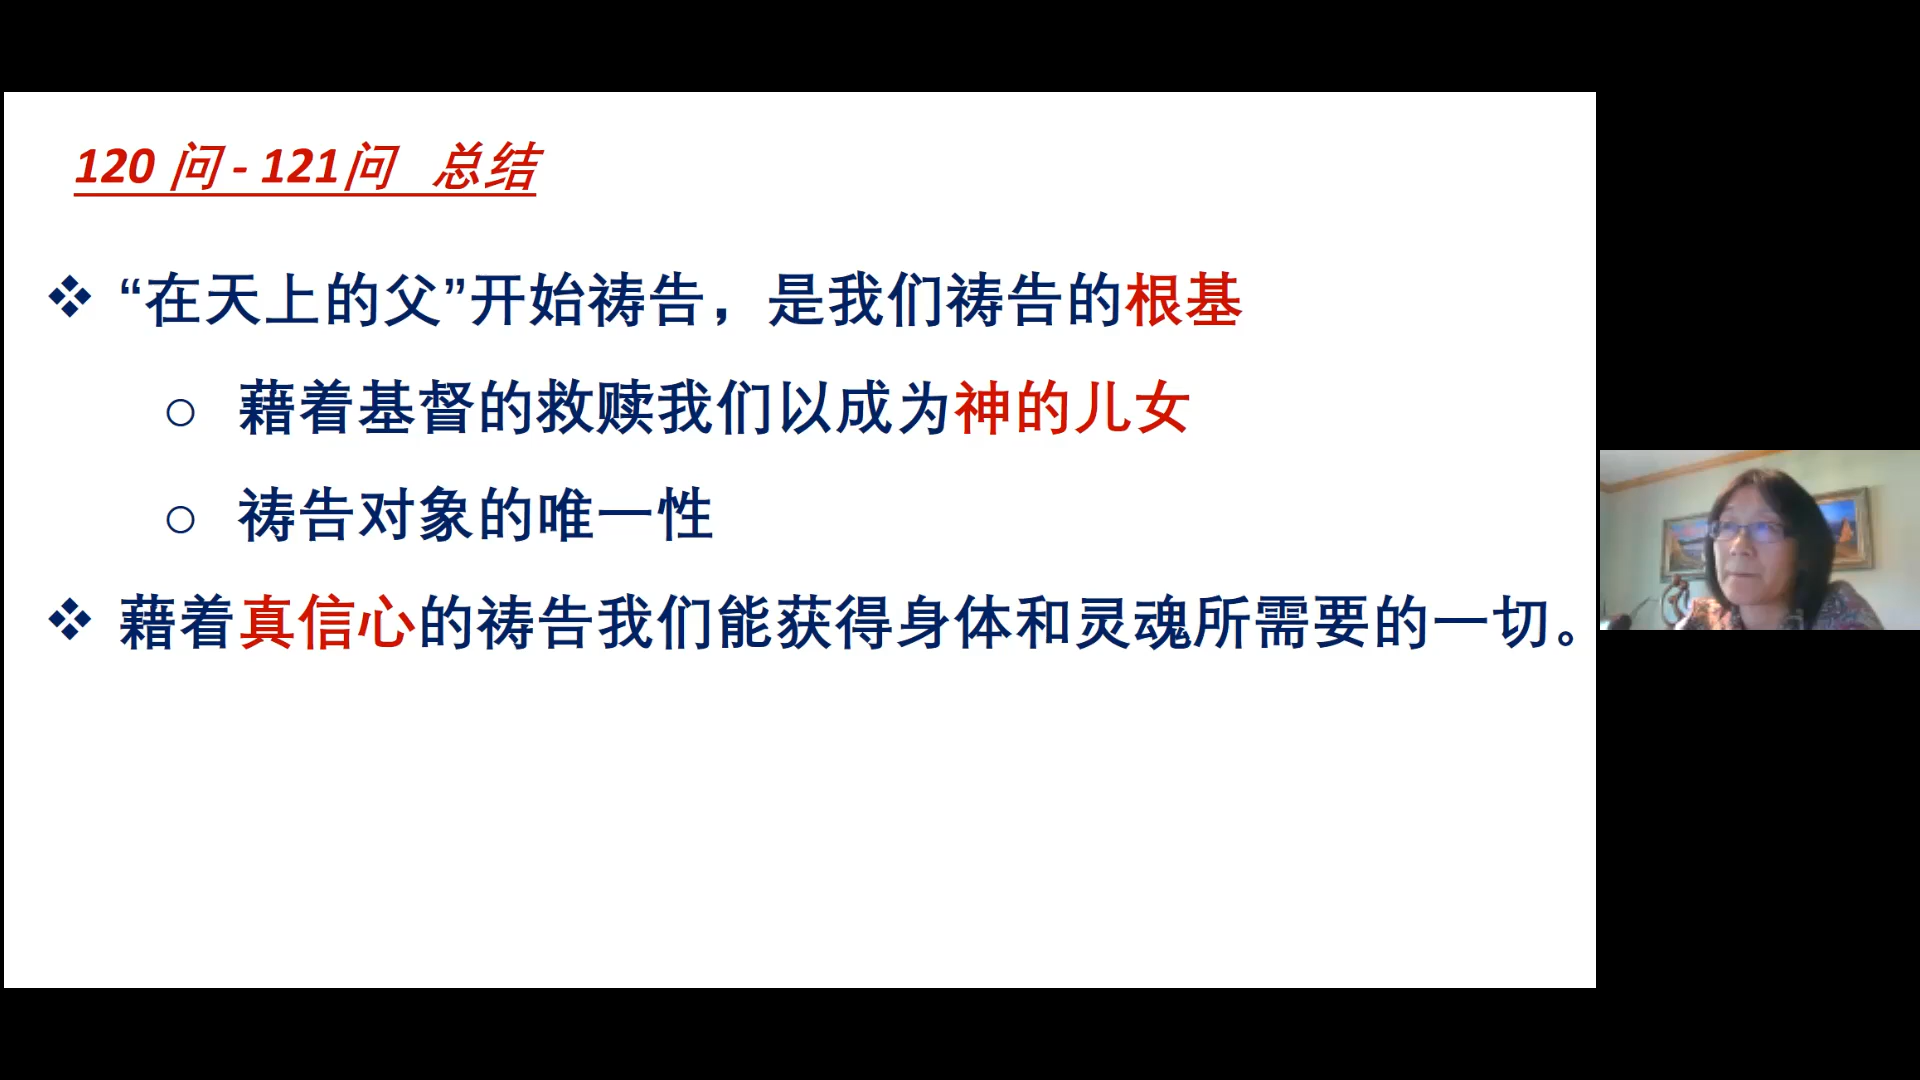 120 问 - 121问 总结
❖ “在天上的父”开始祷告，是我们祷告的根基
○ 藉着基督的救赎我们以成为神的儿女
○ 祷告对象的唯一性
❖ 藉着真信心的祷告我们能获得身体和灵魂所需要的一切。